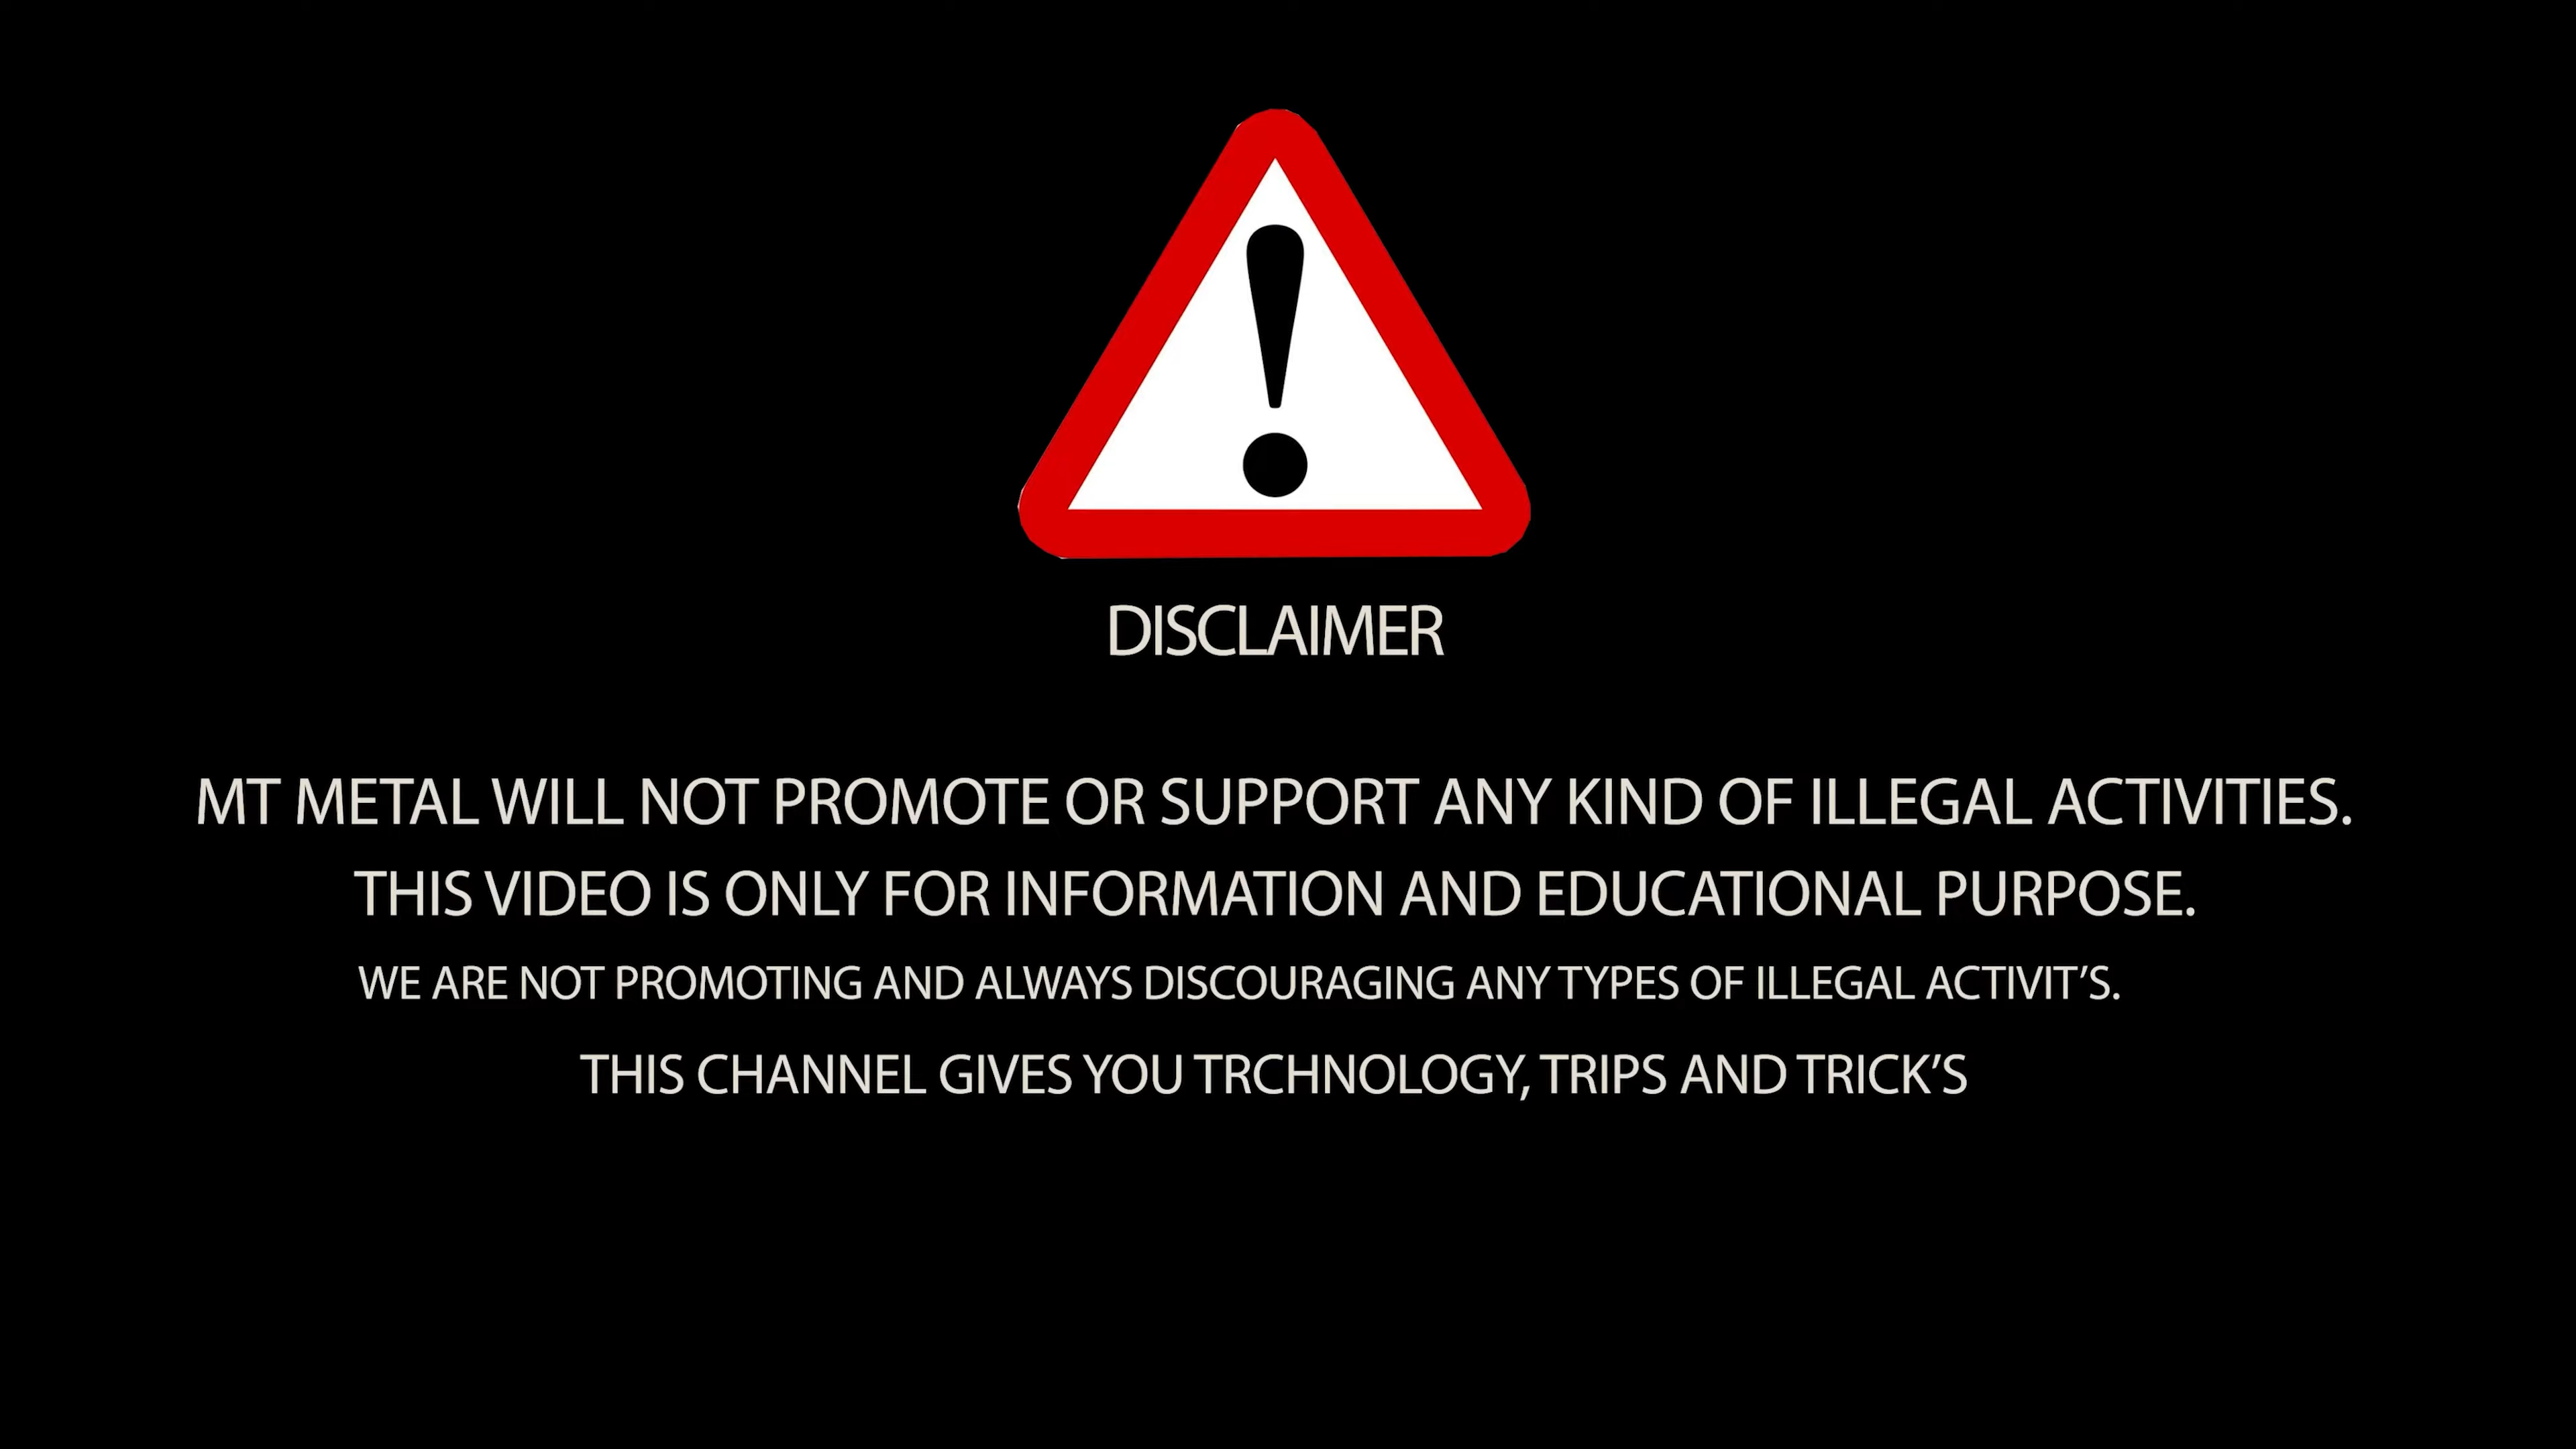 DISCLAIMER
MT METAL WILL NOT PROMOTE OR SUPPORT ANY KIND OF ILLEGAL ACTIVITIES.
THIS VIDEO IS ONLY FOR INFORMATION AND EDUCATIONAL PURPOSE.
WE ARE NOT PROMOTING AND ALWAYS DISCOURAGING ANY TYPES OF ILLEGAL ACTIVIT’S.
THIS CHANNEL GIVES YOU TRCHNOLOGY, TRIPS AND TRICK’S